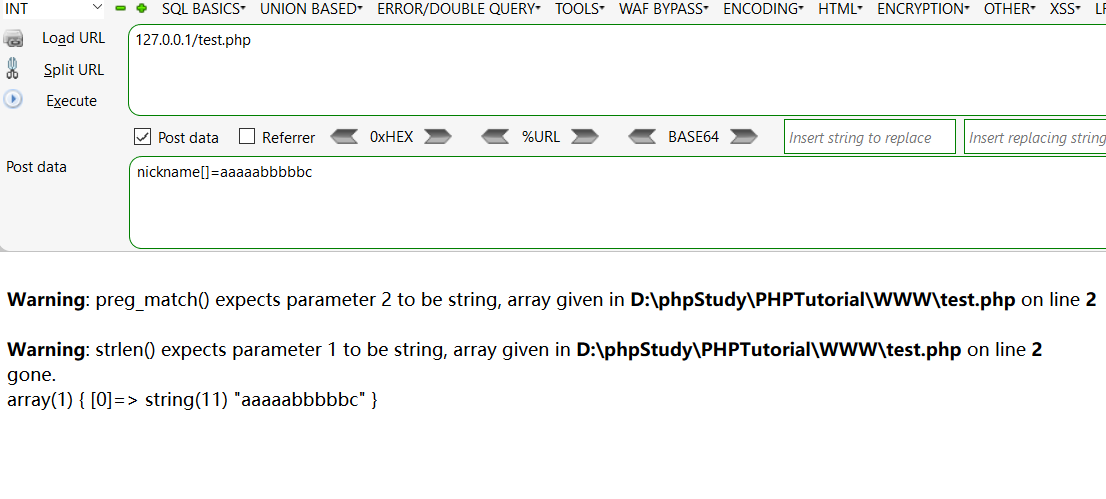 INT SQL BASICS UNION BASED ERROR/DOUBLE QUERY TOOLS WAF BYPASS ENCODING HTML ENCRYPTION OTHER XSS LF
Load URL 127.0.0.1/test.php
Split URL
Execute
Post data Referrer 0xHEX %URL BASE64 Insert string to replace Insert replacing string
Post data nickname[]=aaaaabbbbbc
Warning: preg_match() expects parameter 2 to be string, array given in D:\phpStudy\PHPTutorial\WWW\test.php on line 2
Warning: strlen() expects parameter 1 to be string, array given in D:\phpStudy\PHPTutorial\WWW\test.php on line 2
gone.
array(1) { [0]=> string(11) "aaaaabbbbbc" }